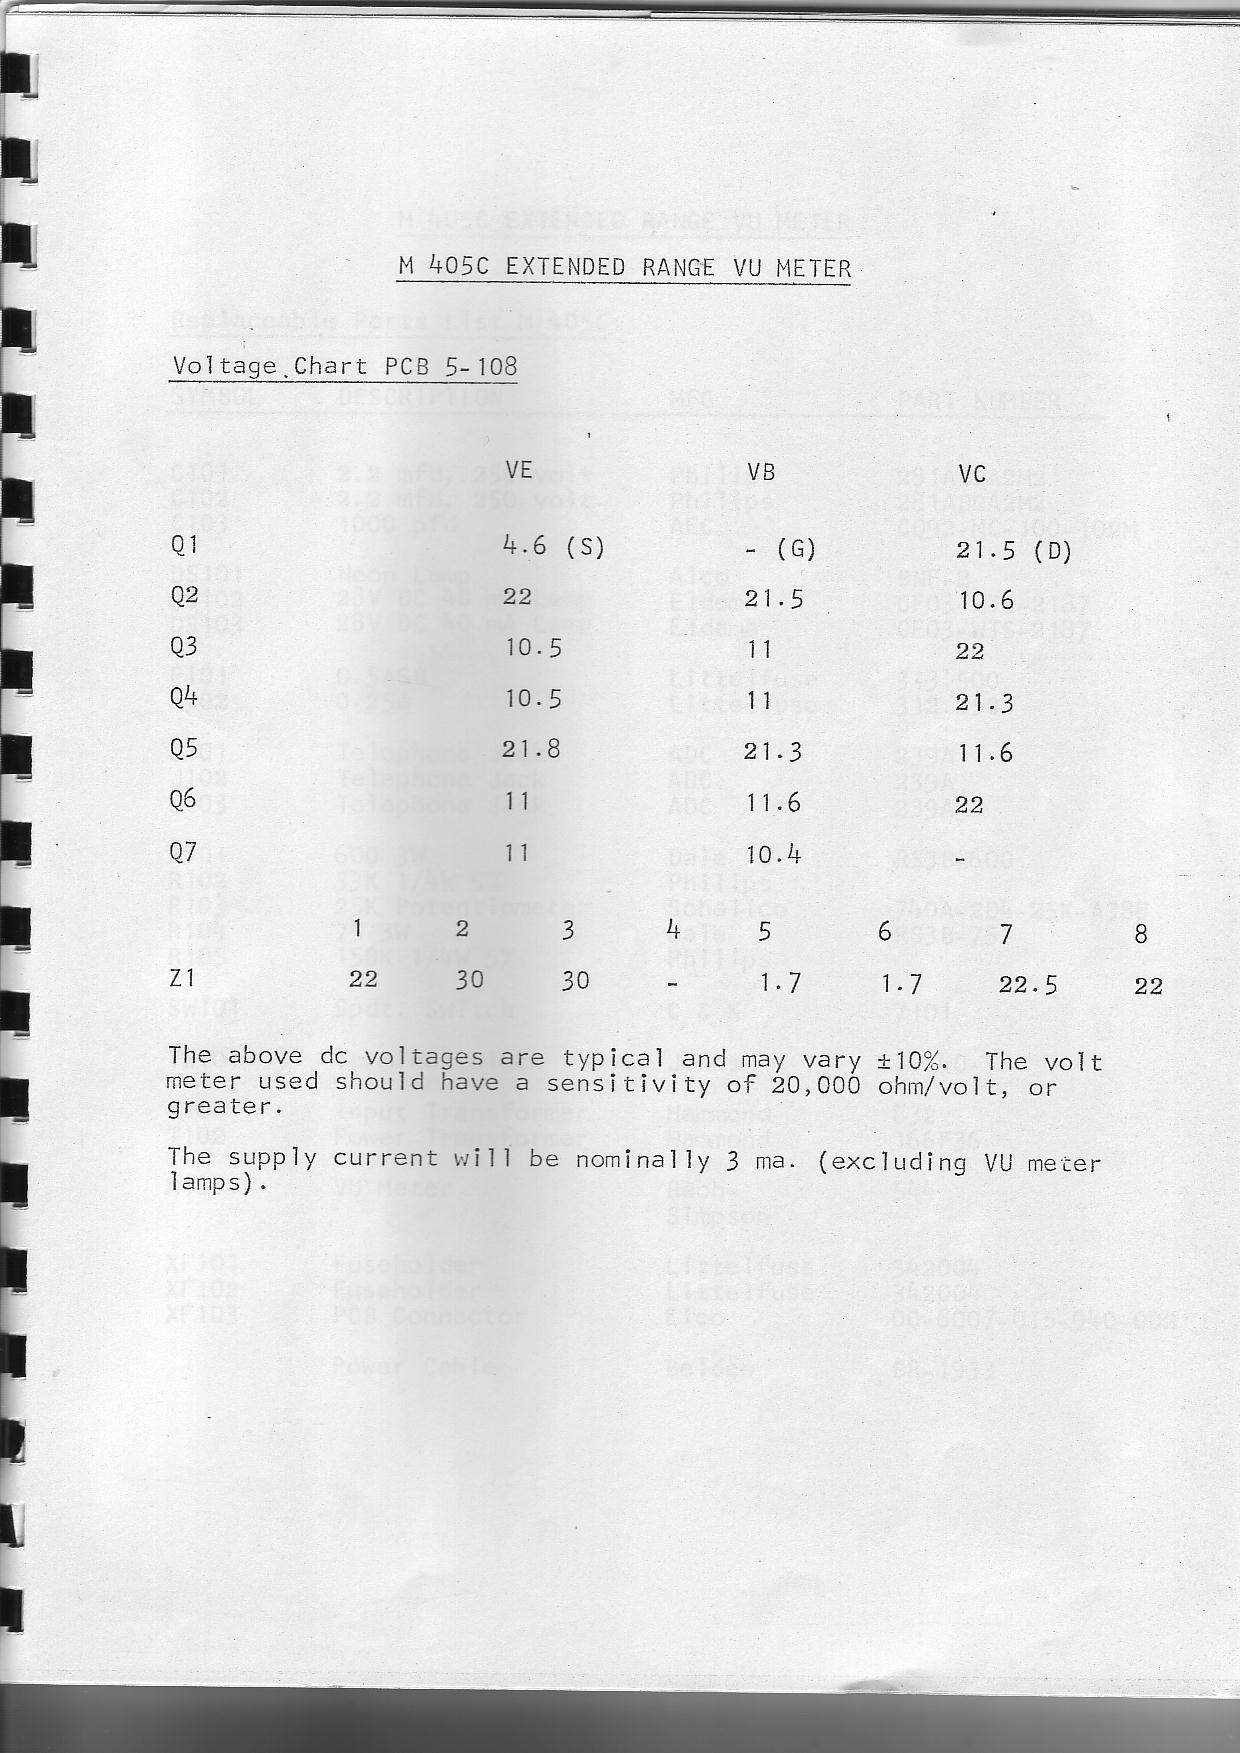 M 405C EXTENDED RANGE VU METER
Voltage Chart PCB 5-108
VE VB VC
Q1 4.6 (S) - (G) 21.5 (D)
Q2 22 21.5 10.6
Q3 10.5 11 22
Q4 10.5 11 21.3
Q5 21.8 21.3 11.6
Q6 11 11.6 22
Q7 11 10.4 -
1 2 3 4 5 6 7 8
Z1 22 30 30 - 1.7 1.7 22.5 22
The above dc voltages are typical and may vary ±10%. The volt
meter used should have a sensitivity of 20,000 ohm/volt, or
greater.
The supply current will be nominally 3 ma. (excluding VU meter
lamps).